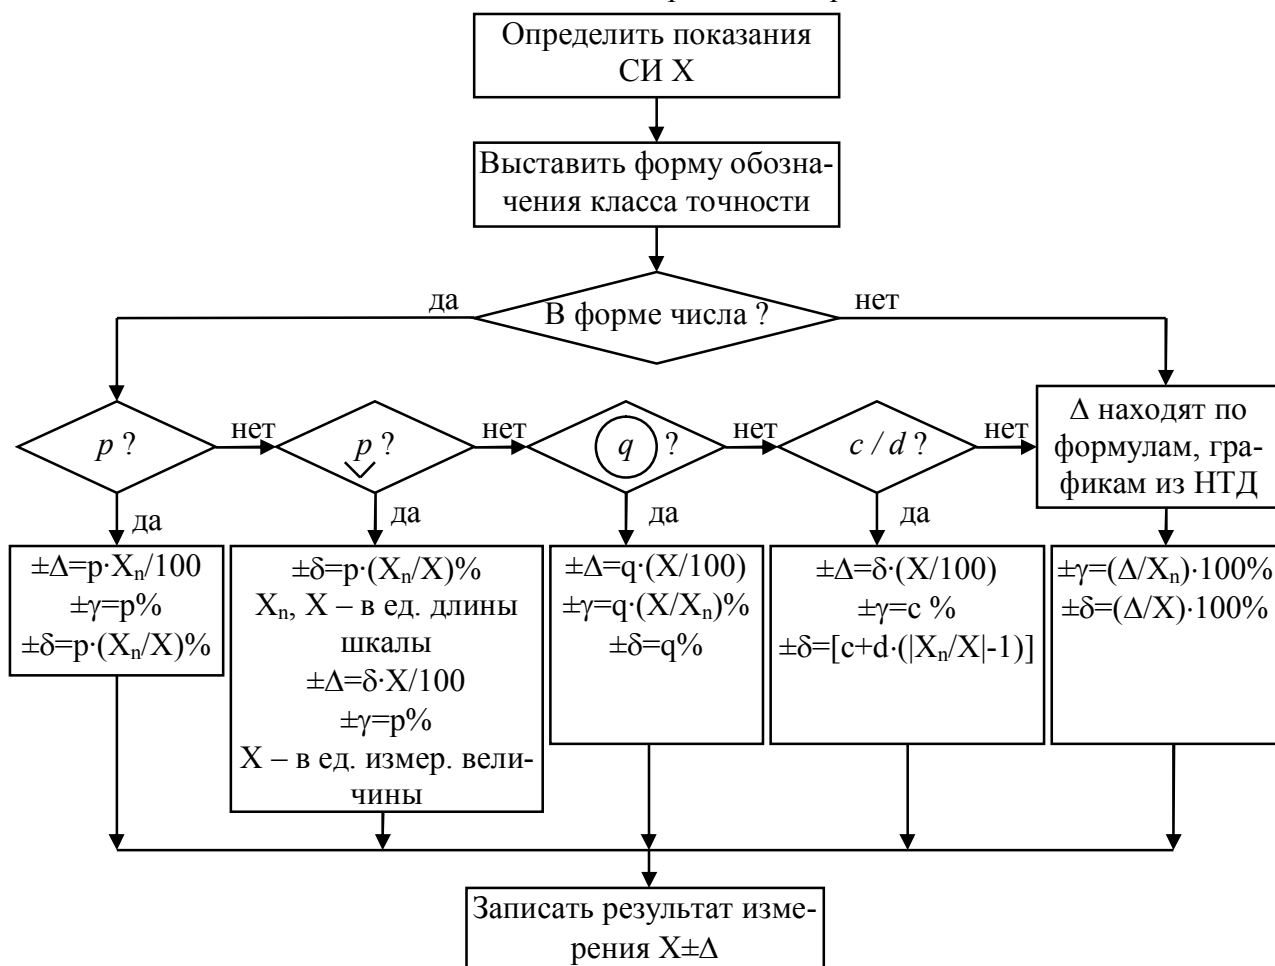 Определить показания
СИ X
Выставить форму обозна-
чения класса точности
да
В форме числа ?
нет
p ?
нет
p ?
нет
q ?
нет
c / d ?
нет
Δ находят по
формулам, гра-
фикам из НТД
да
да
да
да
±Δ=p·Xₙ/100
±γ=p%
±δ=p·(Xₙ/X)%
±δ=p·(Xₙ/X)%
Xₙ, X – в ед. длины
шкалы
±Δ=δ·X/100
±γ=p%
X – в ед. измер. вели-
чины
±Δ=q·(X/100)
±γ=q·(X/Xₙ)%
±δ=q%
±Δ=δ·(X/100)
±γ=c %
±δ=[c+d·(|Xₙ/X|-1)]
±γ=(Δ/Xₙ)·100%
±δ=(Δ/X)·100%
Записать результат изме-
рения X±Δ